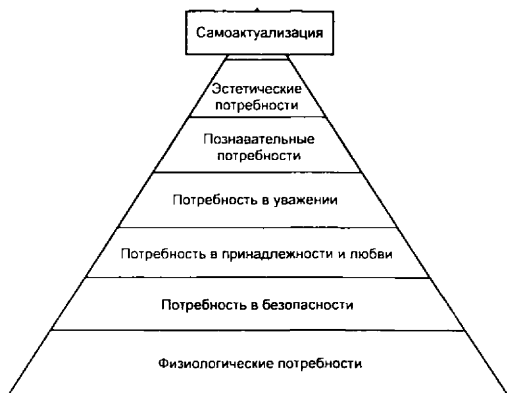 Самоактуализация
Эстетические
потребности
Познавательные
потребности
Потребность в уважении
Потребность в принадлежности и любви
Потребность в безопасности
Физиологические потребности